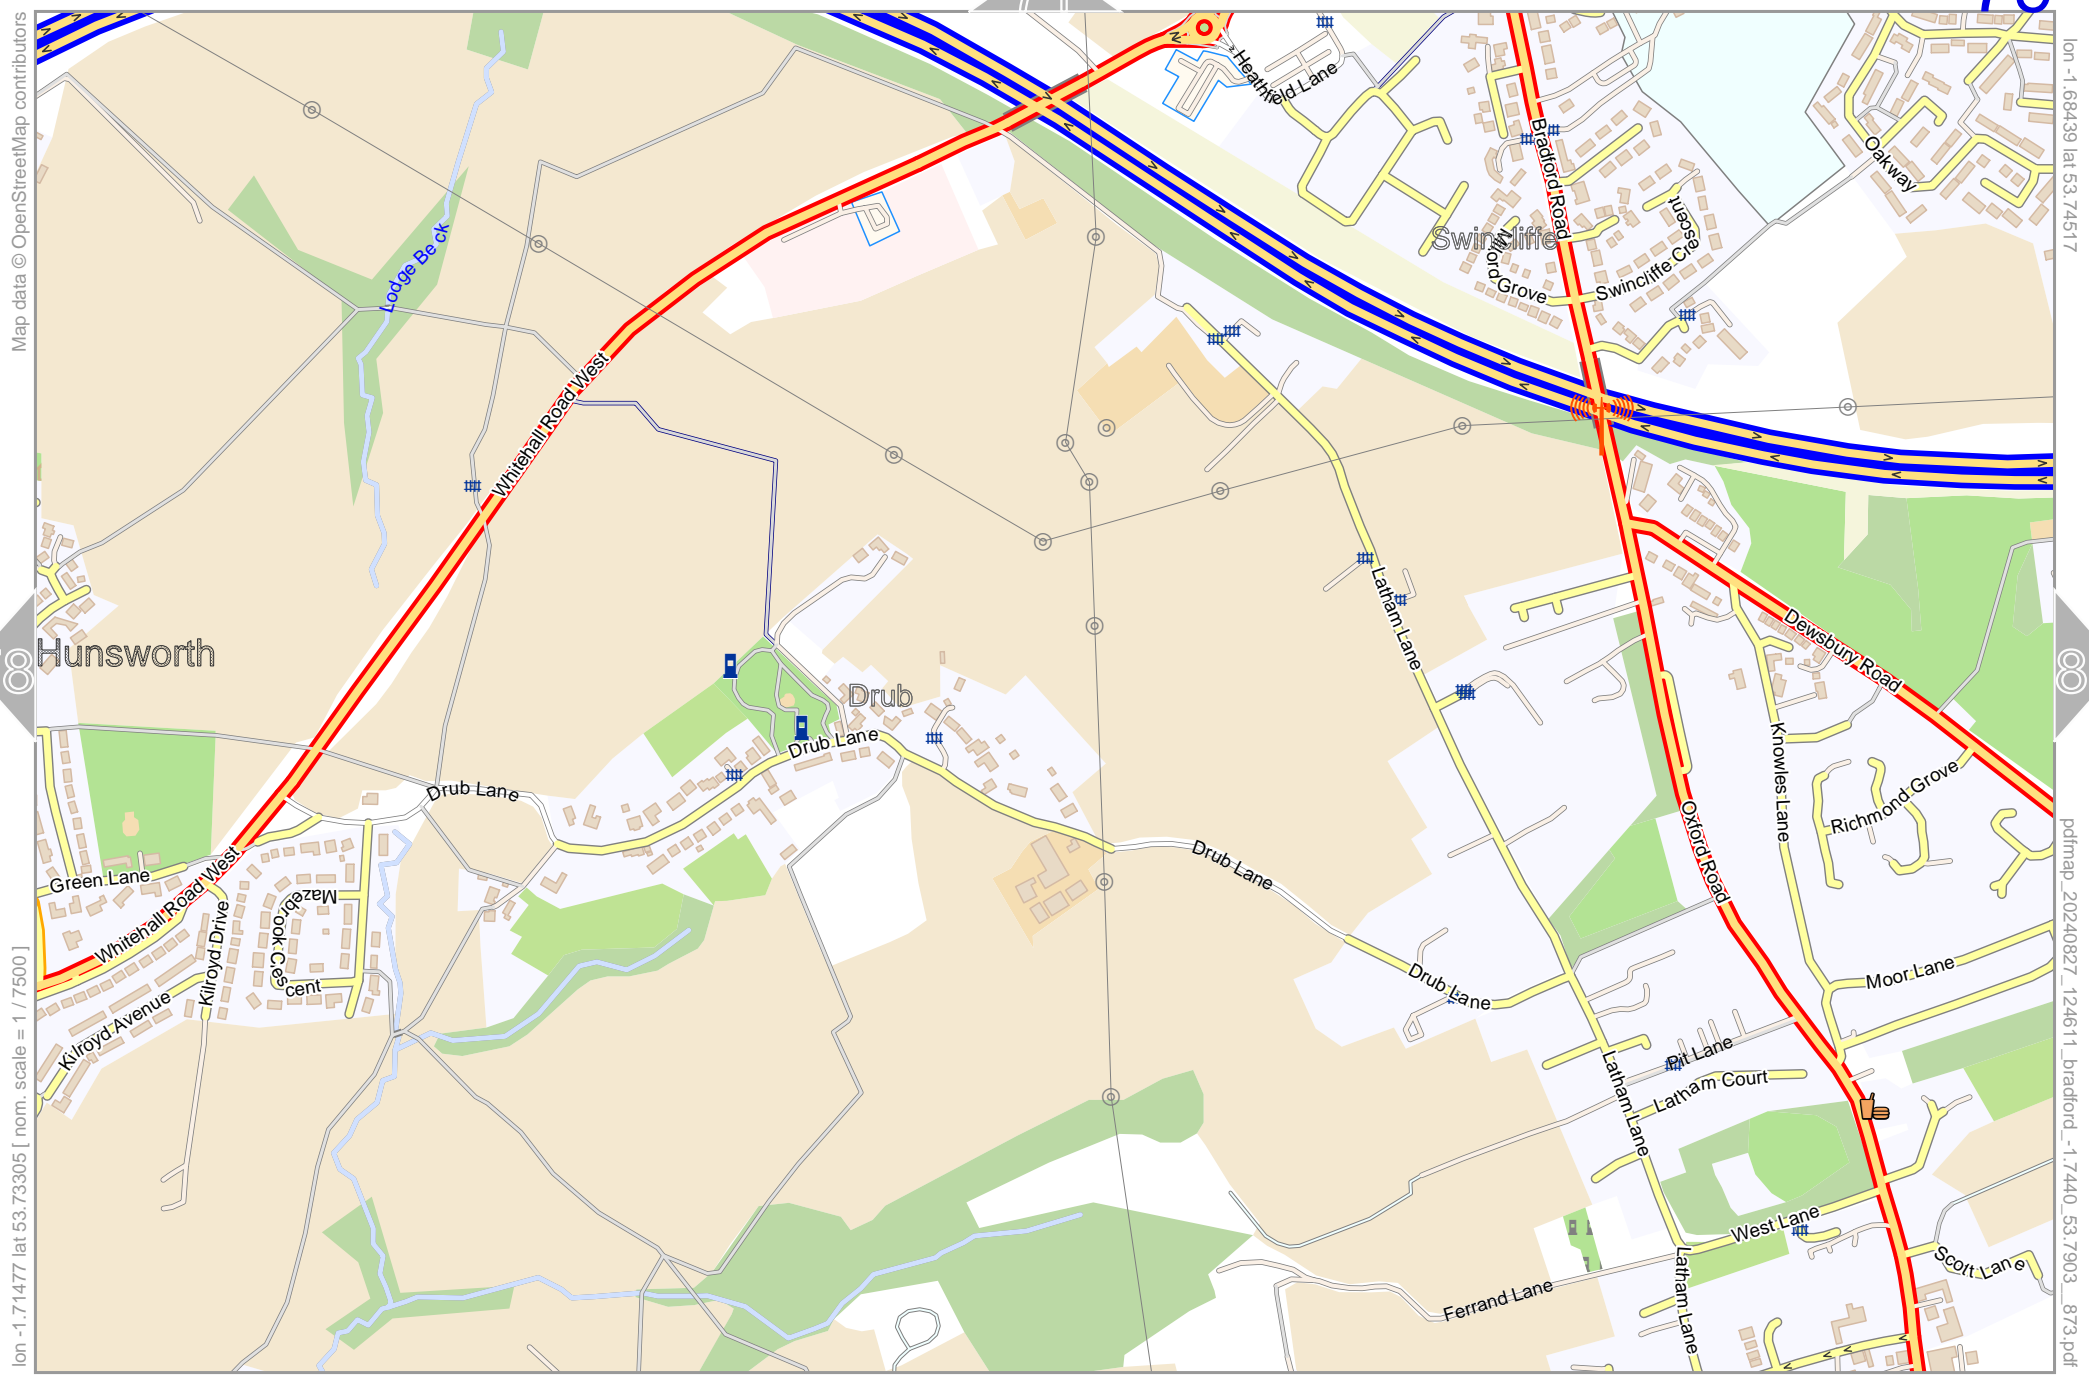 Map data © OpenStreetMap contributors
lon -1.68439 lat 53.74517
Heathfield Lane
Bradford Road
Oakway
Swincliffe
Milford Grove
Swincliffe Crescent
Lodge Beck
Whitehall Road West
Latham Lane
Dewsbury Road
Hunsworth
8
8
Drub
Drub Lane
Drub Lane
Knowles Lane
Richmond Grove
Oxford Road
Green Lane
Whitehall Road West
Mazebrook Cescent
Kilroyd Drive
Kilroyd Avenue
Drub Lane
Drub Lane
Moor Lane
Pit Lane
Latham Court
Latham Lane
West Lane
Scott Lane
Ferrand Lane
Latham Lane
lon -1.71477 lat 53.73305 [ nom. scale = 1 / 7500 ]
pdfmap_20240827_124611_bradford_-1.7440_53.7903__873.pdf